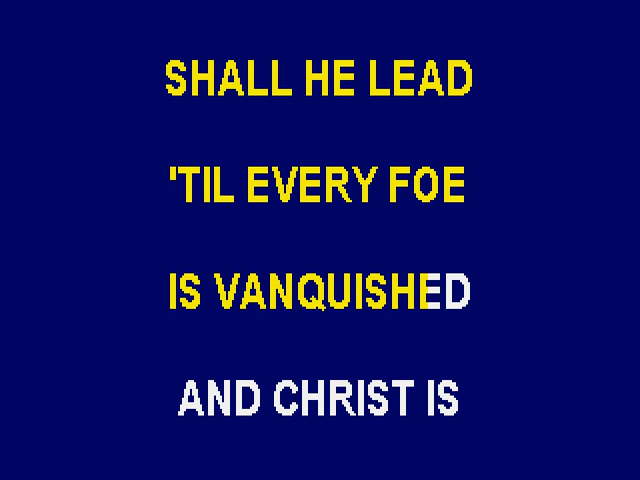 SHALL HE LEAD
'TIL EVERY FOE
IS VANQUISHED
AND CHRIST IS